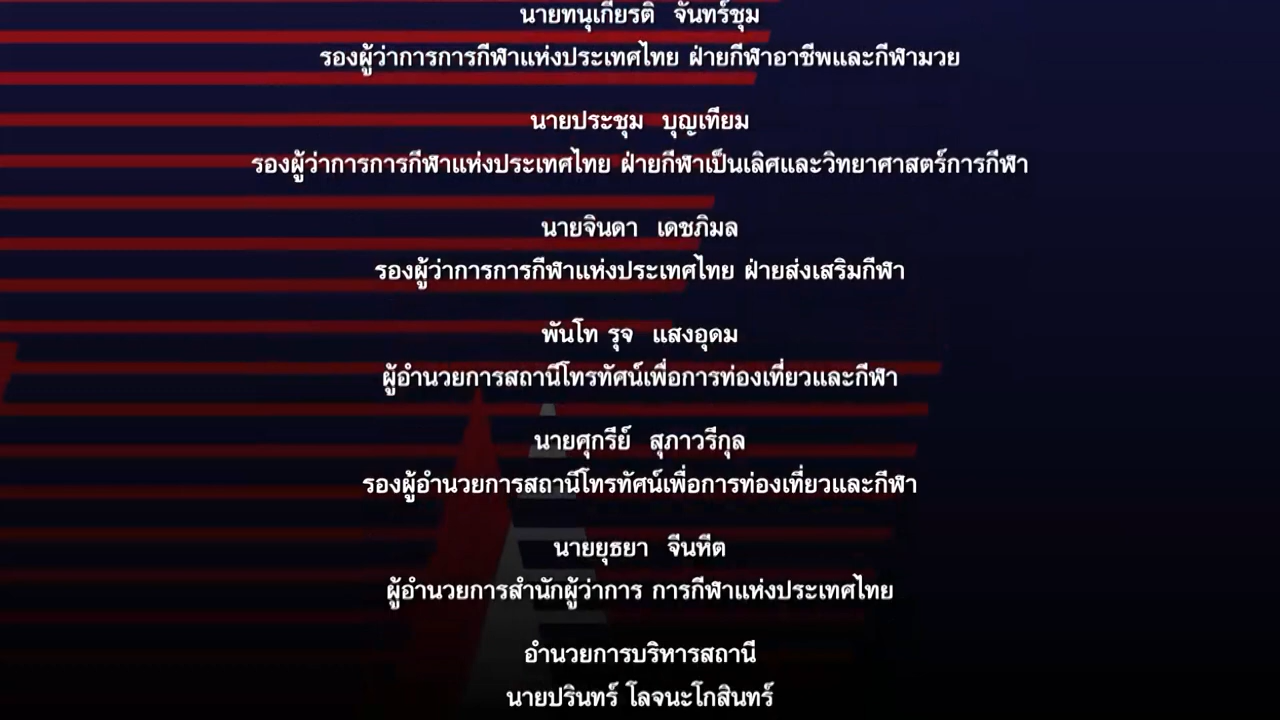 นายทนุเกียรติ จันทร์ชุม
รองผู้ว่าการการกีฬาแห่งประเทศไทย ฝ่ายกีฬาอาชีพและกีฬามวย
นายประชุม บุญเทียม
รองผู้ว่าการการกีฬาแห่งประเทศไทย ฝ่ายกีฬาเป็นเลิศและวิทยาศาสตร์การกีฬา
นายจินดา เดชภิมล
รองผู้ว่าการการกีฬาแห่งประเทศไทย ฝ่ายส่งเสริมกีฬา
พันโท รุจ แสงอุดม
ผู้อำนวยการสถานีโทรทัศน์เพื่อการท่องเที่ยวและกีฬา
นายศุกรีย์ สุภาวรีกุล
รองผู้อำนวยการสถานีโทรทัศน์เพื่อการท่องเที่ยวและกีฬา
นายยุธยา จีนหีต
ผู้อำนวยการสำนักผู้ว่าการ การกีฬาแห่งประเทศไทย
อำนวยการบริหารสถานี
นายปรินทร์ โลจนะโกสินทร์